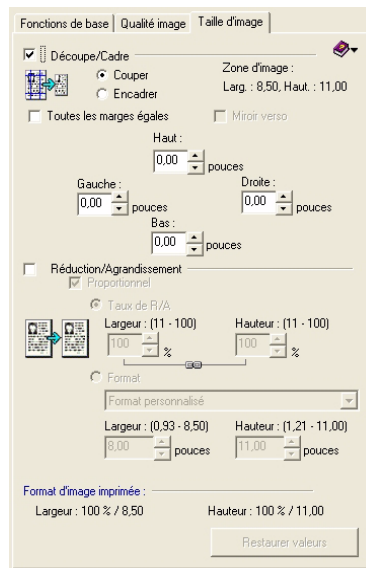 Fonctions de base Qualité image Taille d'image
Découpe/Cadre
Couper
Encadrer
Zone d'image :
Larg. : 8,50, Haut. : 11,00
Toutes les marges égales Miroir verso
Haut :
0,00 pouces
Gauche : Droite :
0,00 pouces 0,00 pouces
Bas :
0,00 pouces
Réduction/Agrandissement
Proportionnel
Taux de R/A
Largeur : (11 - 100) Hauteur : (11 - 100)
100 % 100 %
Format
Format personnalisé
Largeur : (0,93 - 8,50) Hauteur : (1,21 - 11,00)
8,00 pouces 11,00 pouces
Format d'image imprimée :
Largeur : 100 % / 8,50 Hauteur : 100 % / 11,00
Restaurer valeurs